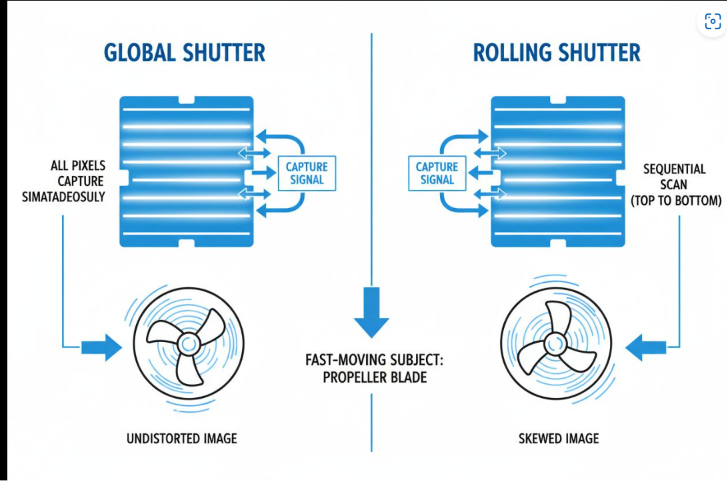 GLOBAL SHUTTER
ALL PIXELS
CAPTURE
SIMATADEOSULY
CAPTURE
SIGNAL
UNDISTORTED IMAGE
FAST-MOVING SUBJECT:
PROPELLER BLADE
ROLLING SHUTTER
CAPTURE
SIGNAL
SEQUENTIAL
SCAN
(TOP TO BOTTOM)
SKEWED IMAGE